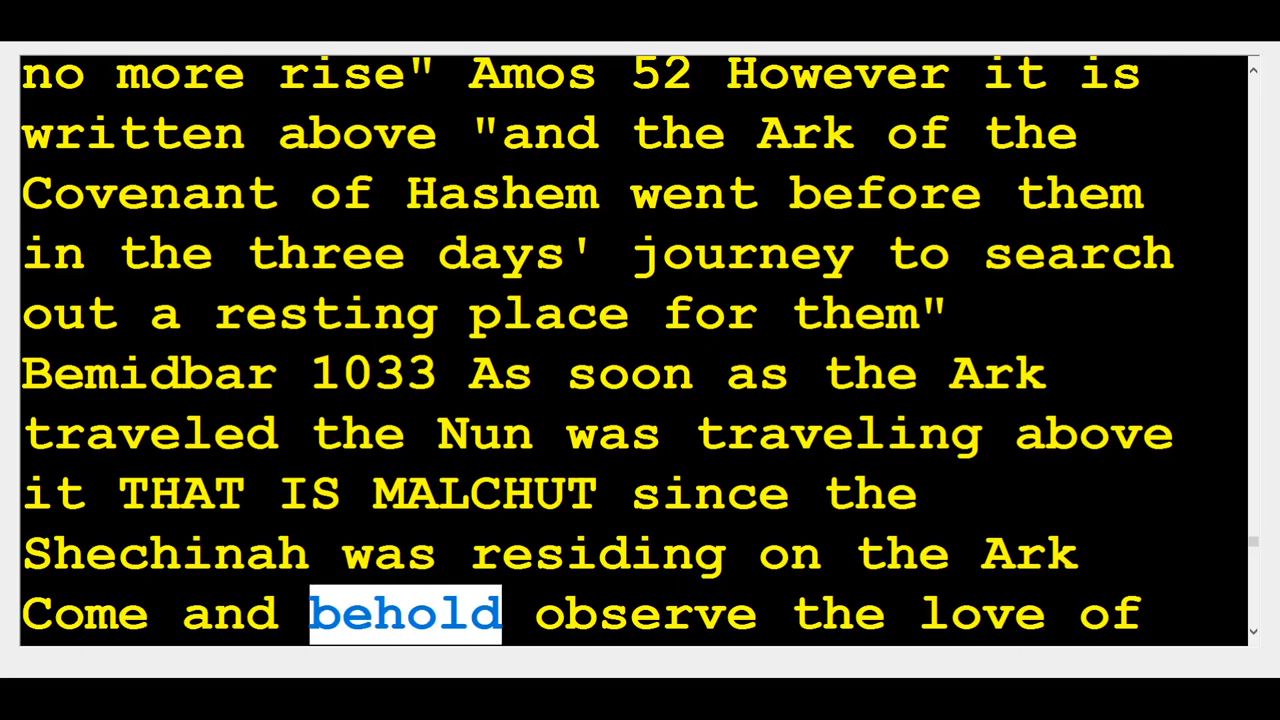 no more rise" Amos 52 However it is
written above "and the Ark of the
Covenant of Hashem went before them
in the three days' journey to search
out a resting place for them"
Bemidbar 1033 As soon as the Ark
traveled the Nun was traveling above
it THAT IS MALCHUT since the
Shechinah was residing on the Ark
Come and behold observe the love of